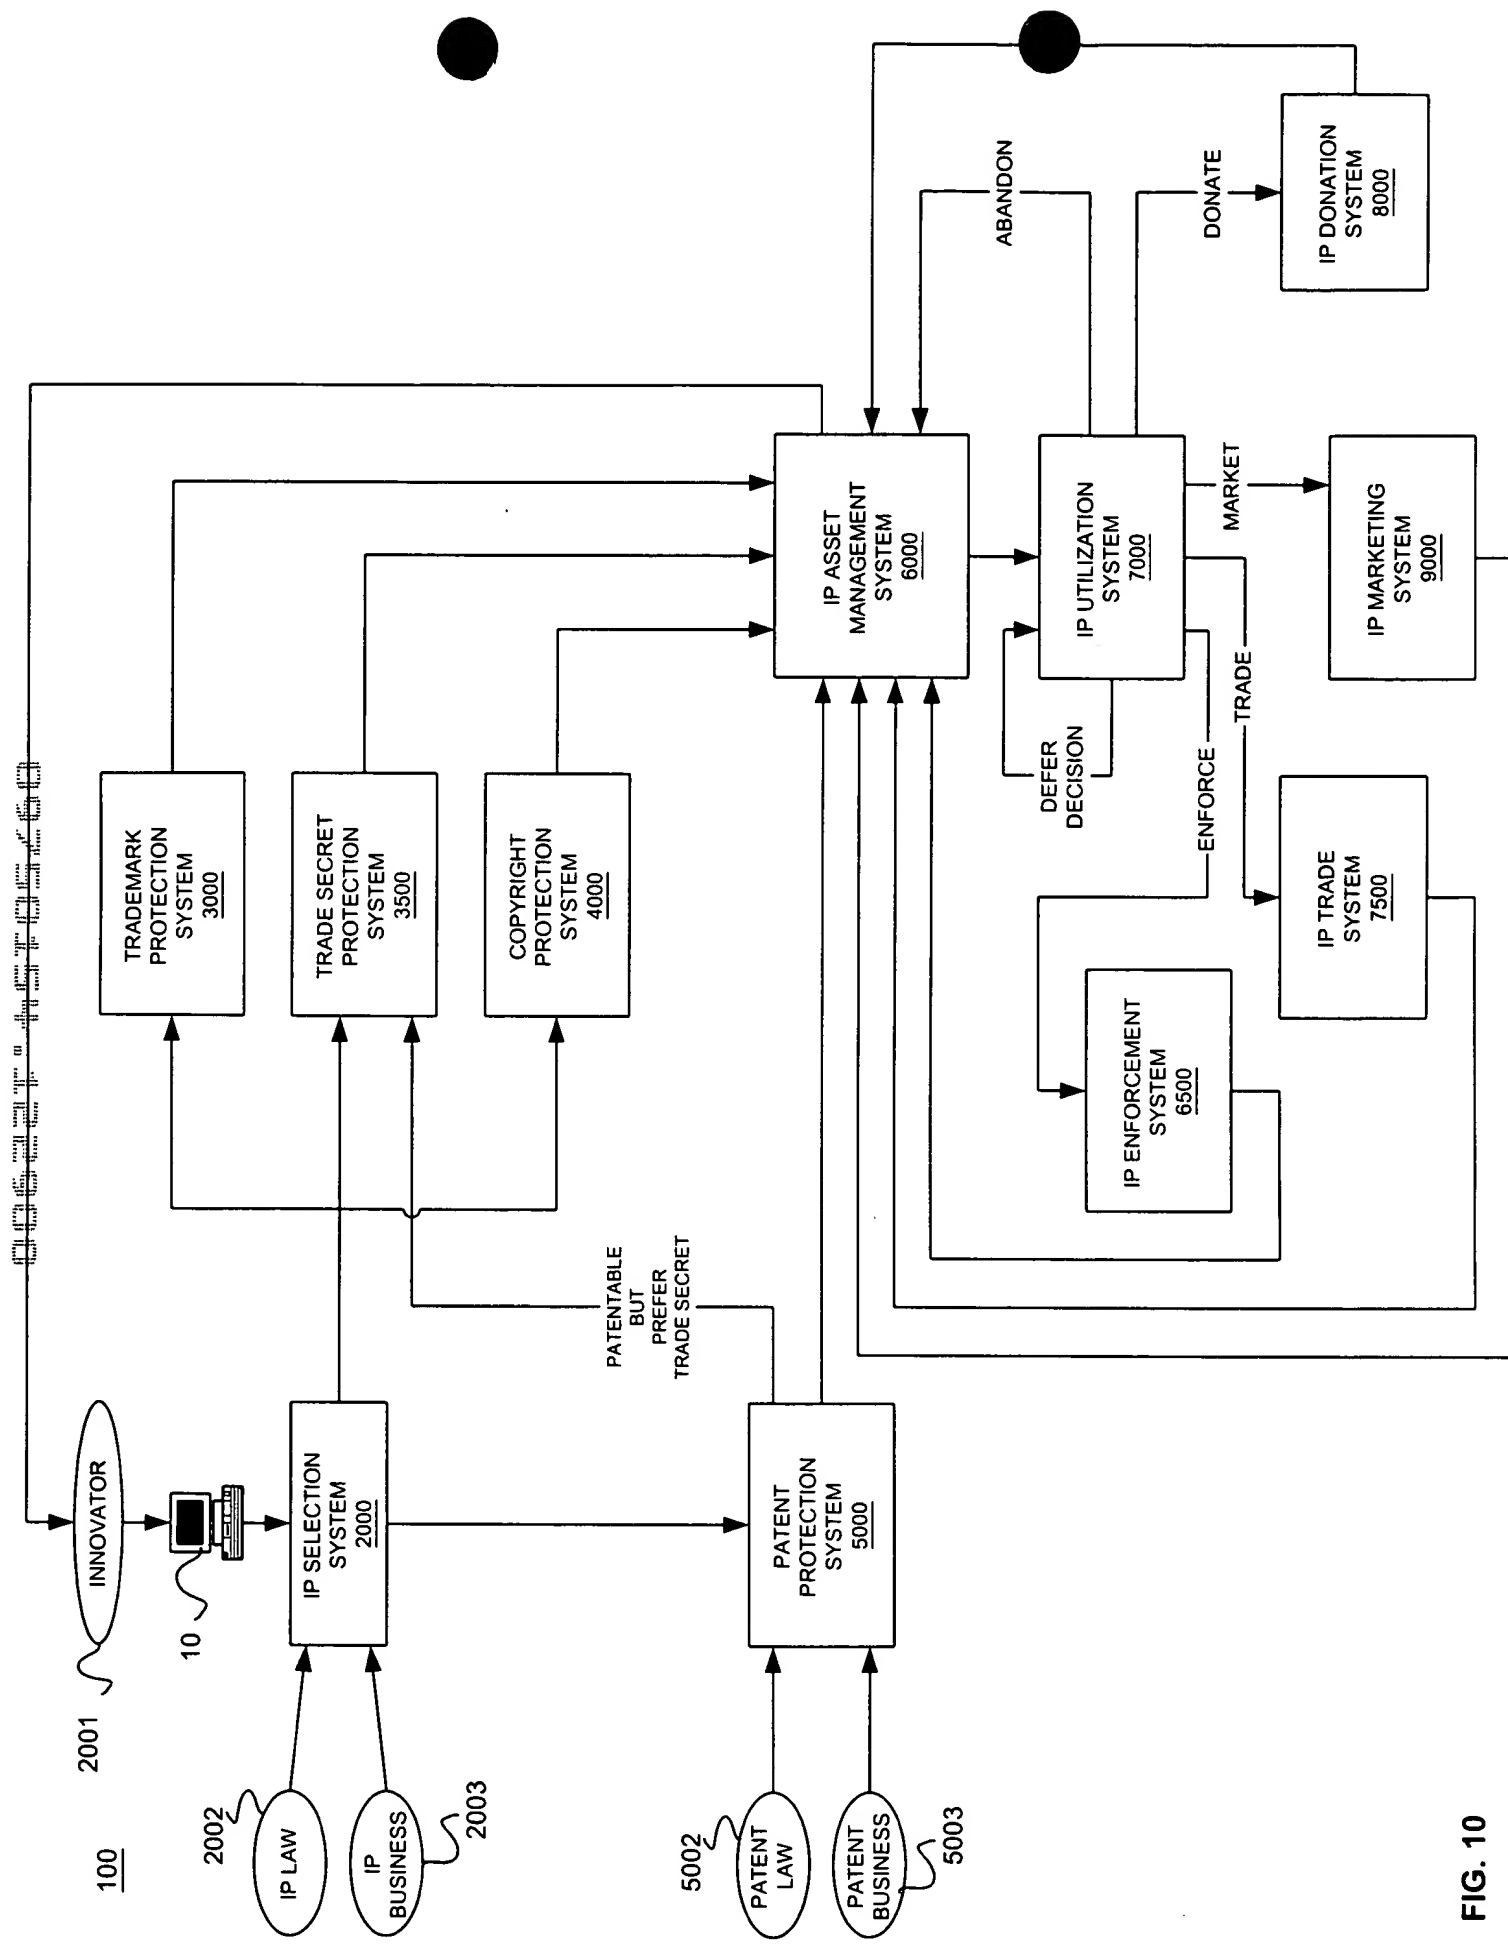 100
2001
INNOVATOR
10
2002
IP LAW
IP
BUSINESS
2003
IP SELECTION
SYSTEM
2000
TRADEMARK
PROTECTION
SYSTEM
3000
TRADE SECRET
PROTECTION
SYSTEM
3500
COPYRIGHT
PROTECTION
SYSTEM
4000
PATENTABLE
BUT
PREFER
TRADE SECRET
5002
PATENT
LAW
PATENT
BUSINESS
5003
PATENT
PROTECTION
SYSTEM
5000
IP ASSET
MANAGEMENT
SYSTEM
6000
ABANDON
DEFER
DECISION
IP UTILIZATION
SYSTEM
7000
DONATE
ENFORCE
TRADE
MARKET
IP ENFORCEMENT
SYSTEM
6500
IP TRADE
SYSTEM
7500
IP MARKETING
SYSTEM
9000
IP DONATION
SYSTEM
8000
FIG. 10